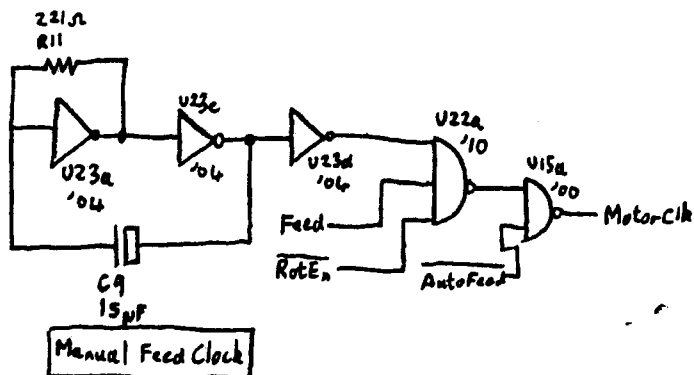 221Ω
R11
U23a
'04
U23c
'04
U23d
'04
U22a
'10
U15a
'00
Feed
RotEn
AutoFeed
MotorClk
C9
15µF
Manual Feed Clock